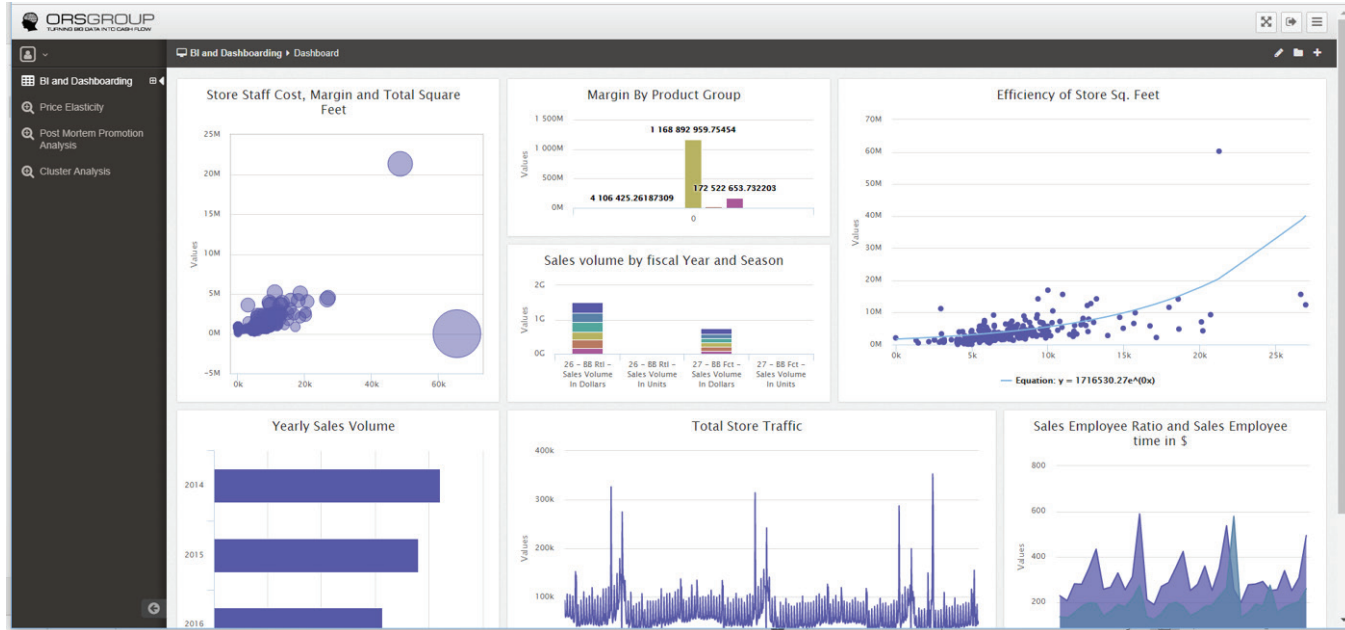 ORSGROUP
TURNING BIG DATA INTO CASH FLOW
BI and Dashboarding
Price Elasticity
Post Mortem Promotion
Analysis
Cluster Analysis
BI and Dashboarding Dashboard
Store Staff Cost, Margin and Total Square
Feet
Values
25M
20M
15M
10M
5M
0M
−5M
0k 20k 40k 60k
Margin By Product Group
Values
1 500M
1 000M
500M
0M
1 168 892 959.75454
4 106 425.26187309
172 522 653.732203
0
Sales volume by fiscal Year and Season
Values
2G
1G
0G
26 – BB Rtl –
Sales Volume
In Dollars
26 – BB Rtl –
Sales Volume
In Units
27 – BB Fct –
Sales Volume
In Dollars
27 – BB Fct –
Sales Volume
In Units
Efficiency of Store Sq. Feet
Values
70M
60M
50M
40M
30M
20M
10M
0M
0k 5k 10k 15k 20k 25k
Equation: y = 1716530.27e^(0x)
Yearly Sales Volume
2014
2015
2016
Total Store Traffic
Values
400k
300k
200k
100k
Sales Employee Ratio and Sales Employee
time in $
Values
800
600
400
200